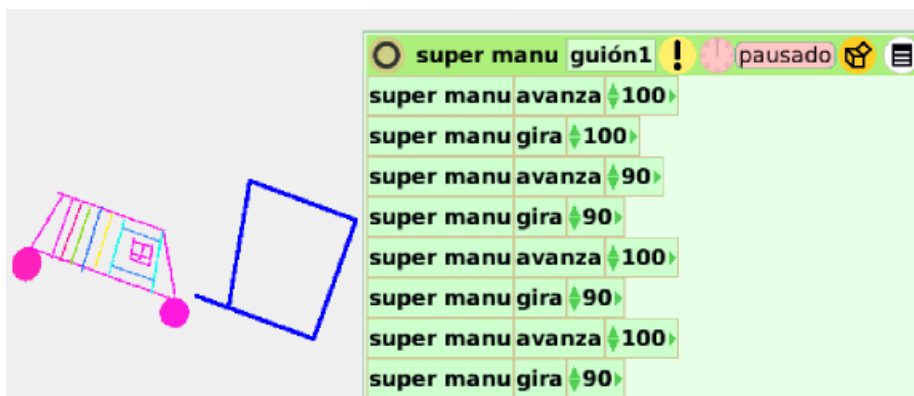 super manu guión1 ! pausado
super manu avanza 100
super manu gira 100
super manu avanza 90
super manu gira 90
super manu avanza 100
super manu gira 90
super manu avanza 100
super manu gira 90